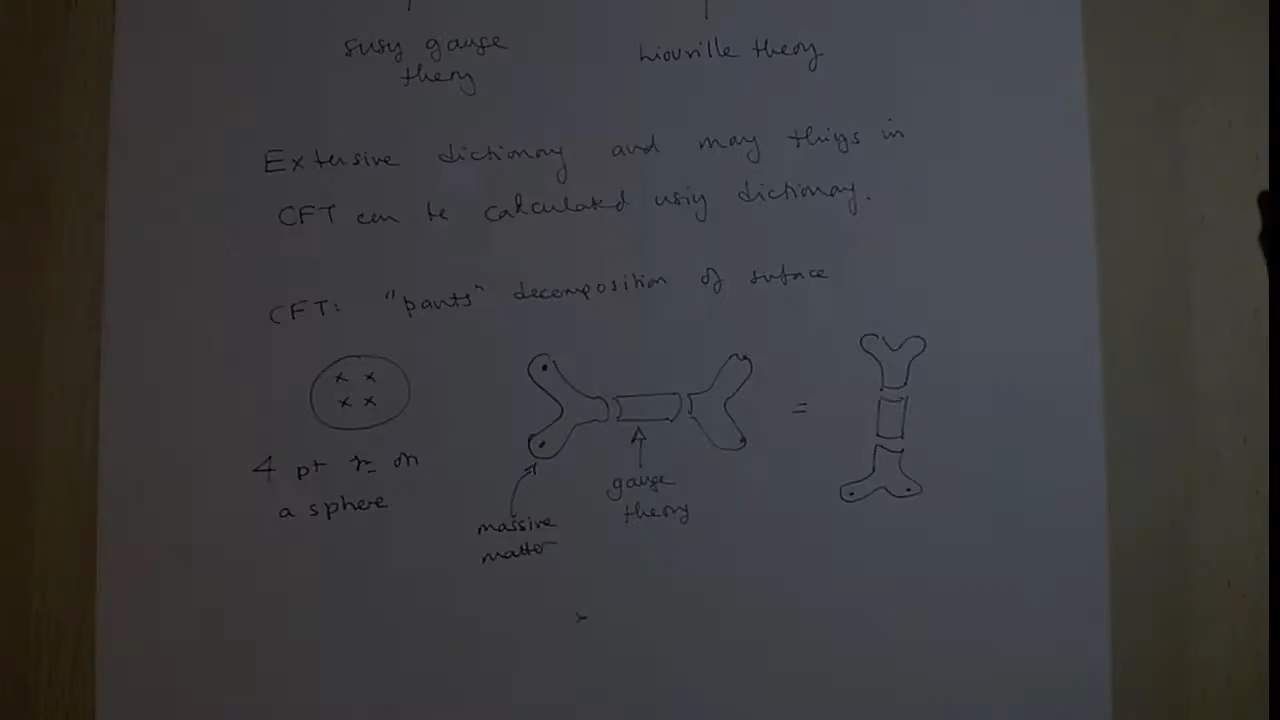 susy gauge
theory
Liouville theory
Extensive dictionary and many things in
CFT can be calculated using dictionary.
CFT: "pants" decomposition of surface
x x
x x
=
4 pt on
a sphere
gauge
theory
massive
matter